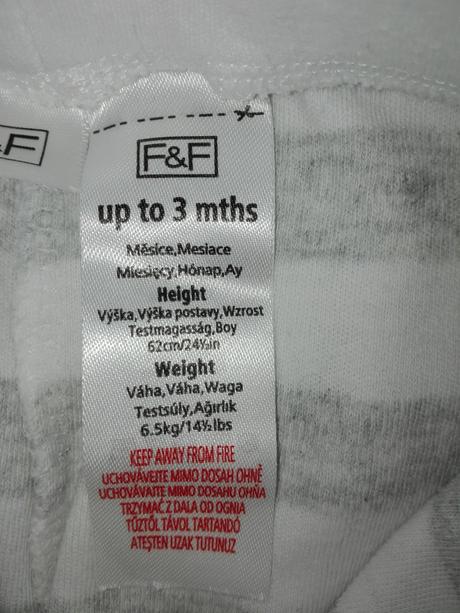 F&F
F&F
up to 3 mths
Měsíce,Mesiace
Miesięcy,Hónap,Ay
Height
Výška,Výška postavy,Wzrost
Testmagasság,Boy
62cm/24½in
Weight
Váha,Váha,Waga
Testsúly,Ağırlık
6.5kg/14½lbs
KEEP AWAY FROM FIRE
UCHOVÁVEJTE MIMO DOSAH OHNĚ
UCHOVÁVAJTE MIMO DOSAHU OHŇA
TRZYMAĆ Z DALA OD OGNIA
TŰZTŐL TÁVOL TARTANDÓ
ATEŞTEN UZAK TUTUNUZ